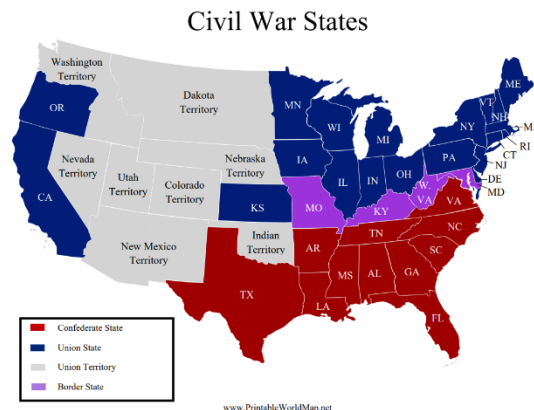 Civil War States
Washington
Territory
ME
OR
Dakota
Territory
MN
VT
NH
WI
NY
MA
MI
RI
CT
Nevada
Territory
Nebraska
Territory
IA
PA
NJ
Utah
Territory
IL
IN
OH
DE
MD
Colorado
Territory
W.
VA
VA
CA
KS
MO
KY
NC
TN
New Mexico
Territory
Indian
Territory
AR
SC
MS
AL
GA
TX
LA
FL
Confederate State
Union State
Union Territory
Border State
www.PrintableWorldMap.net